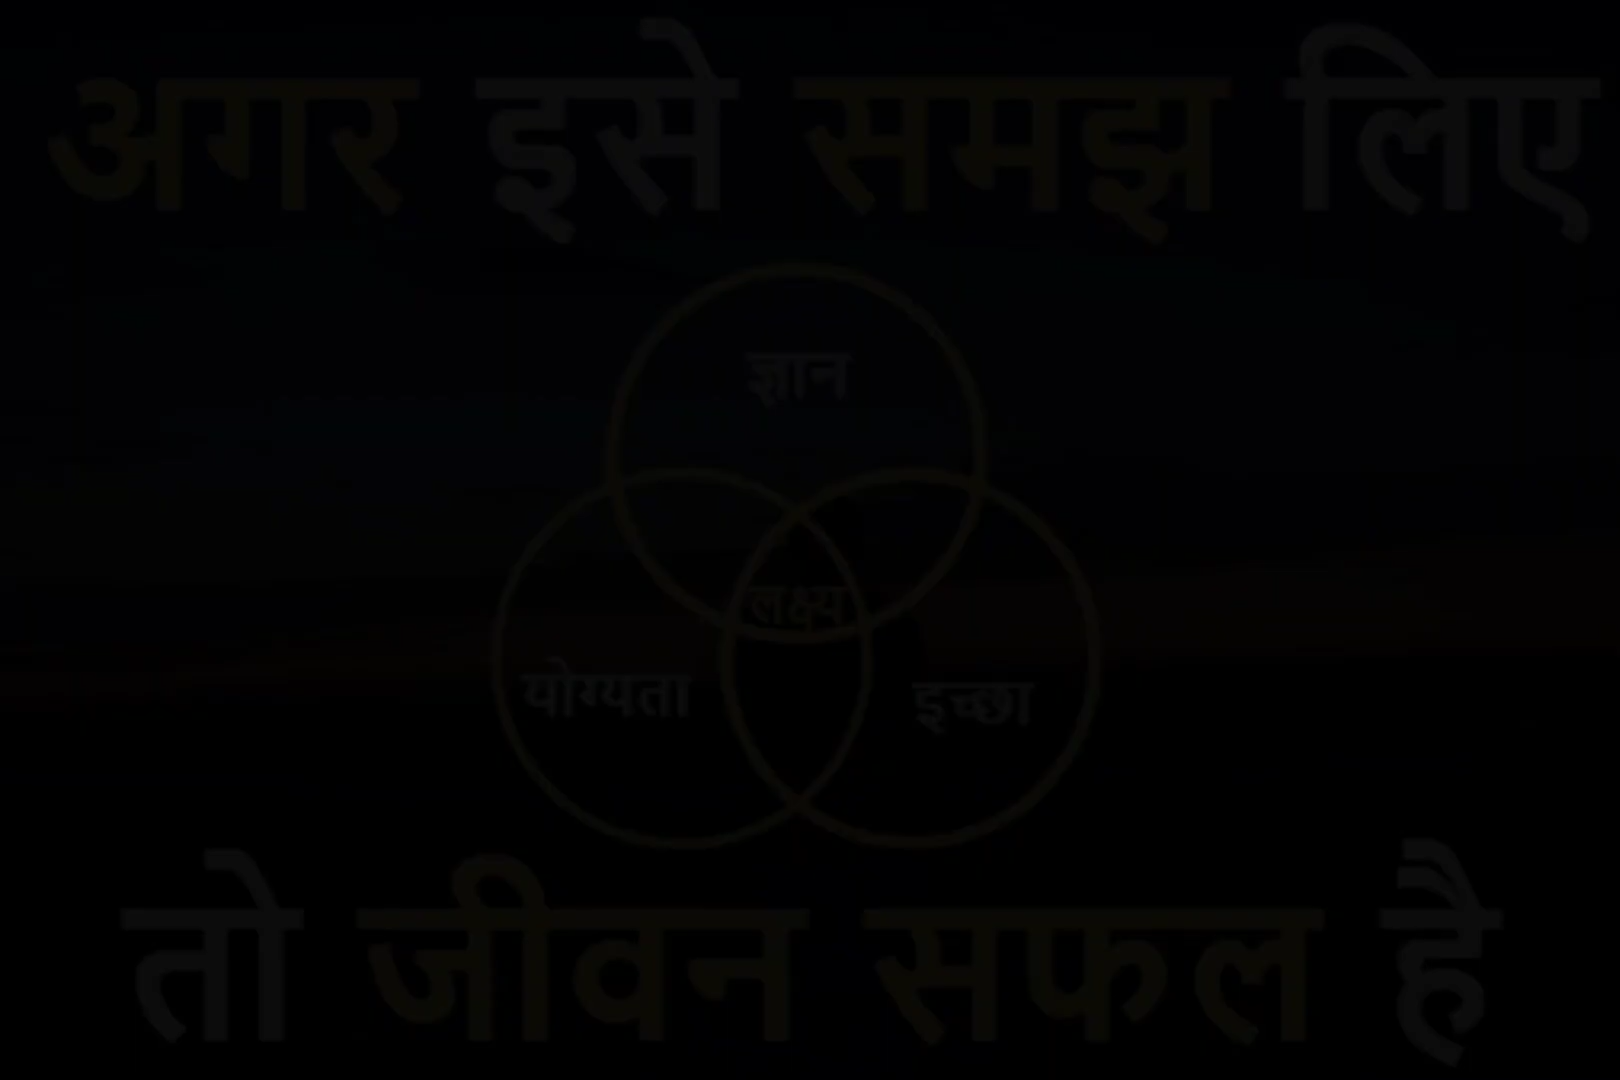 अगर इसे समझ लिए
ज्ञान
लक्ष्य
योग्यता इच्छा
तो जीवन सफल है